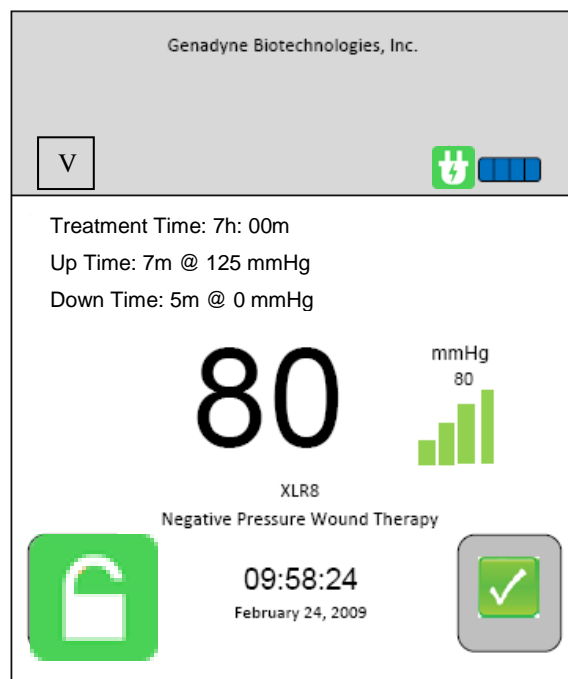 Genadyne Biotechnologies, Inc.
V
Treatment Time: 7h: 00m
Up Time: 7m @ 125 mmHg
Down Time: 5m @ 0 mmHg
80
mmHg
80
XLR8
Negative Pressure Wound Therapy
09:58:24
February 24, 2009